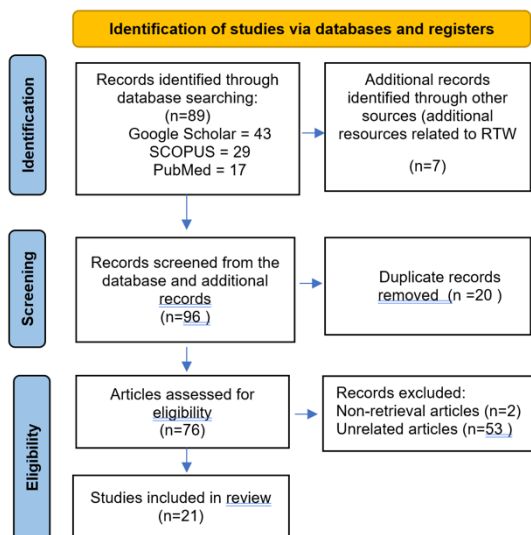 Identification of studies via databases and registers
Identification
Records identified through
database searching:
(n=89)
Google Scholar = 43
SCOPUS = 29
PubMed = 17
Additional records
identified through other
sources (additional
resources related to RTW
(n=7)
Screening
Records screened from the
database and additional
records
(n=96 )
Duplicate records
removed (n =20 )
Eligibility
Articles assessed for
eligibility
(n=76)
Records excluded:
Non-retrieval articles (n=2)
Unrelated articles (n=53 )
Studies included in review
(n=21)